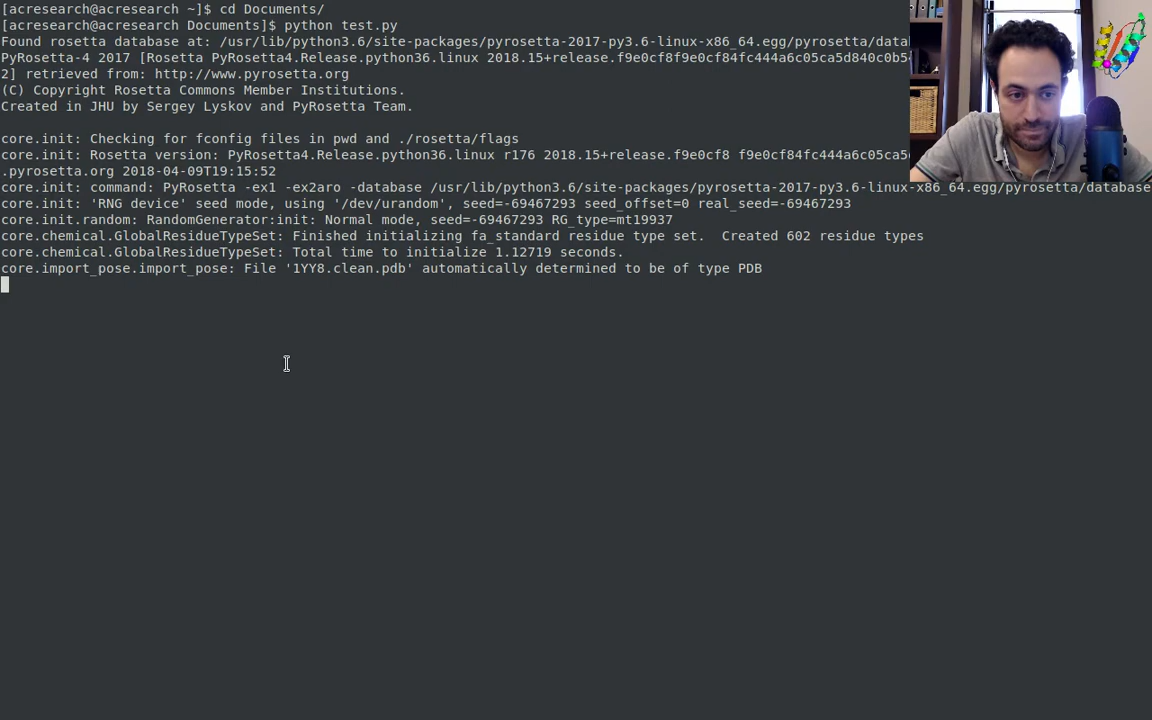 [acresearch@acresearch ~]$ cd Documents/
[acresearch@acresearch Documents]$ python test.py
Found rosetta database at: /usr/lib/python3.6/site-packages/pyrosetta-2017-py3.6-linux-x86_64.egg/pyrosetta/data
PyRosetta-4 2017 [Rosetta PyRosetta4.Release.python36.linux 2018.15+release.f9e0cf8f9e0cf84fc444a6c05ca5d840c0b5
2] retrieved from: http://www.pyrosetta.org
(C) Copyright Rosetta Commons Member Institutions.
Created in JHU by Sergey Lyskov and PyRosetta Team.
core.init: Checking for fconfig files in pwd and ./rosetta/flags
core.init: Rosetta version: PyRosetta4.Release.python36.linux r176 2018.15+release.f9e0cf8 f9e0cf84fc444a6c05ca5
.pyrosetta.org 2018-04-09T19:15:52
core.init: command: PyRosetta -ex1 -ex2aro -database /usr/lib/python3.6/site-packages/pyrosetta-2017-py3.6-linux-x86_64.egg/pyrosetta/database
core.init: 'RNG device' seed mode, using '/dev/urandom', seed=-69467293 seed_offset=0 real_seed=-69467293
core.init.random: RandomGenerator:init: Normal mode, seed=-69467293 RG_type=mt19937
core.chemical.GlobalResidueTypeSet: Finished initializing fa_standard residue type set.  Created 602 residue types
core.chemical.GlobalResidueTypeSet: Total time to initialize 1.12719 seconds.
core.import_pose.import_pose: File '1YY8.clean.pdb' automatically determined to be of type PDB